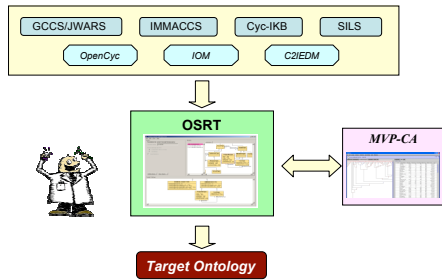 GCCS/JWARS IMMACCS Cyc-IKB SILS
OpenCyc IOM C2IEDM
OSRT
MVP-CA
Target Ontology